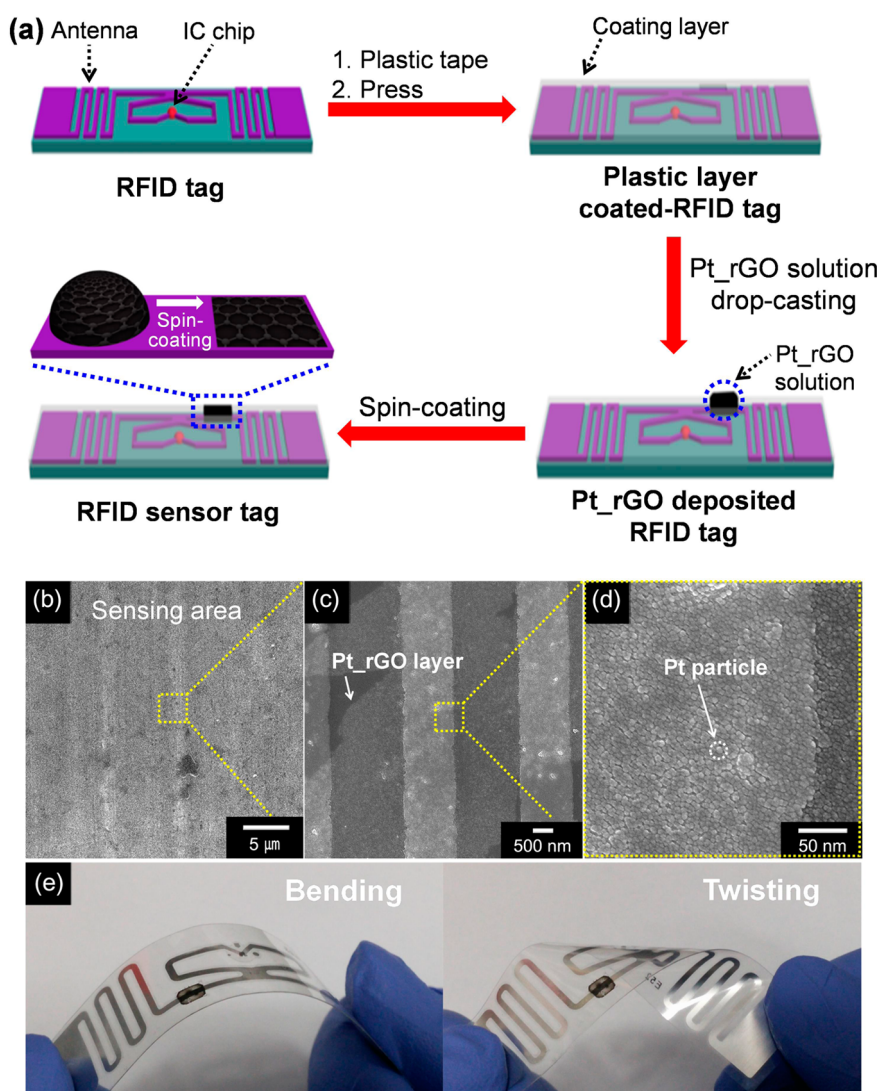 (a)
Antenna
IC chip
1. Plastic tape
2. Press
Coating layer
RFID tag
Plastic layer
coated-RFID tag
Pt_rGO solution
drop-casting
Spin-
coating
Pt_rGO
solution
Spin-coating
RFID sensor tag
Pt_rGO deposited
RFID tag
(b)
Sensing area
5 μm
(c)
Pt_rGO layer
500 nm
(d)
Pt particle
50 nm
(e)
Bending
Twisting